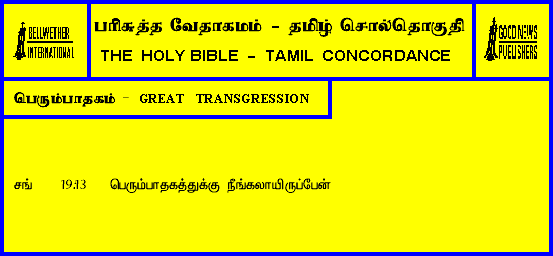 BELLWETHER
INTERNATIONAL
பரிசுத்த வேதாகமம் - தமிழ் சொல்தொகுதி
THE HOLY BIBLE - TAMIL CONCORDANCE
GOOD NEWS
PUBLISHERS
பெரும்பாதகம் - GREAT TRANSGRESSION
சங் 19:13 பெரும்பாதகத்துக்கு நீங்கலாயிருப்பேன்